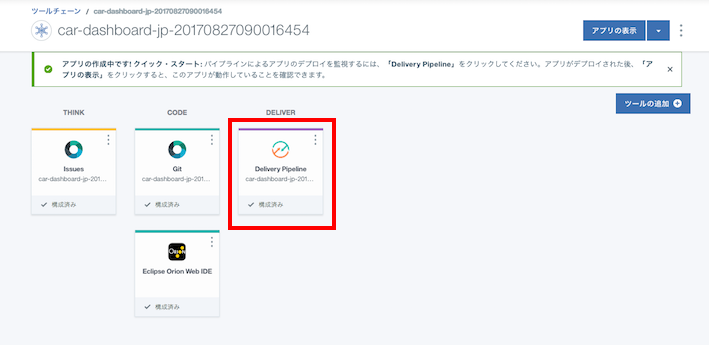 ツールチェーン / car-dashboard-jp-20170827090016454
car-dashboard-jp-20170827090016454
アプリの表示
アプリの作成中です! クイック・スタート: パイプラインによるアプリのデプロイを監視するには、「Delivery Pipeline」をクリックしてください。アプリがデプロイされた後、「ア
プリの表示」をクリックすると、このアプリが動作していることを確認できます。
ツールの追加
THINK CODE DELIVER
Issues Git Delivery Pipeline
car-dashboard-jp-201... car-dashboard-jp-201... car-dashboard-jp-201...
構成済み 構成済み 構成済み
ORION
Eclipse Orion Web IDE
構成済み